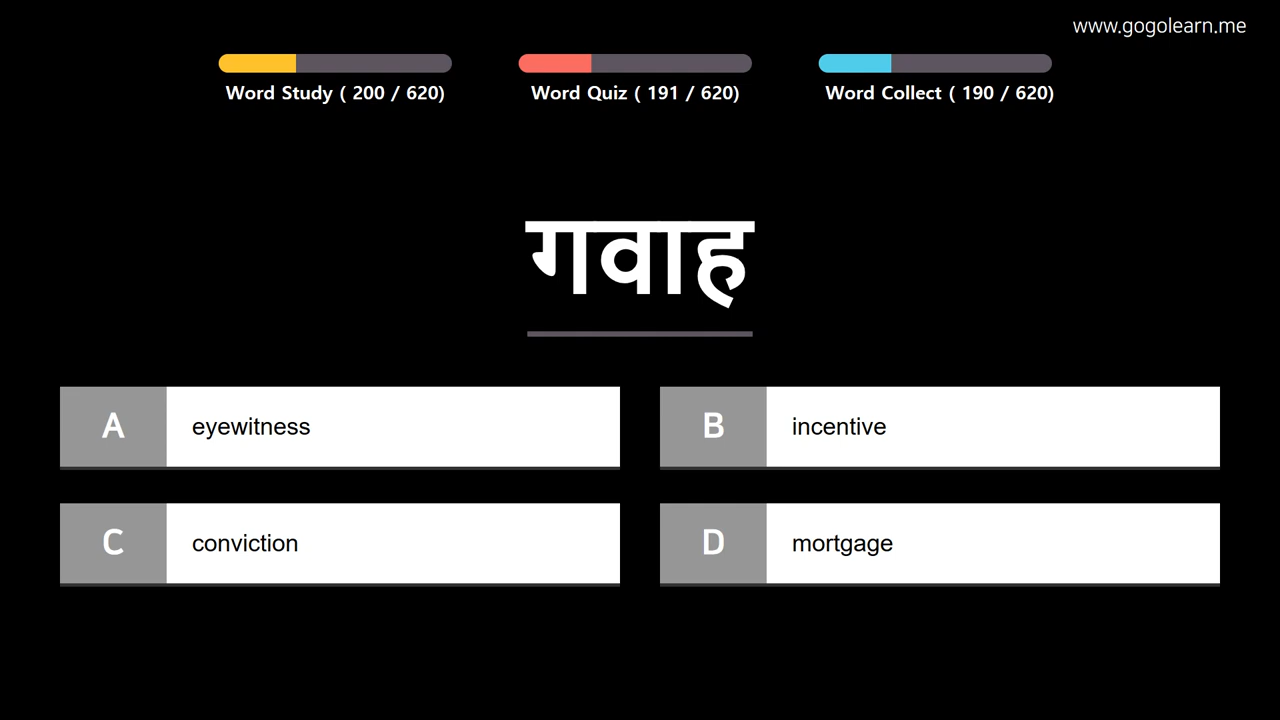 www.gogolearn.me
Word Study ( 200 / 620)
Word Quiz ( 191 / 620)
Word Collect ( 190 / 620)
गवाह
A eyewitness
B incentive
C conviction
D mortgage